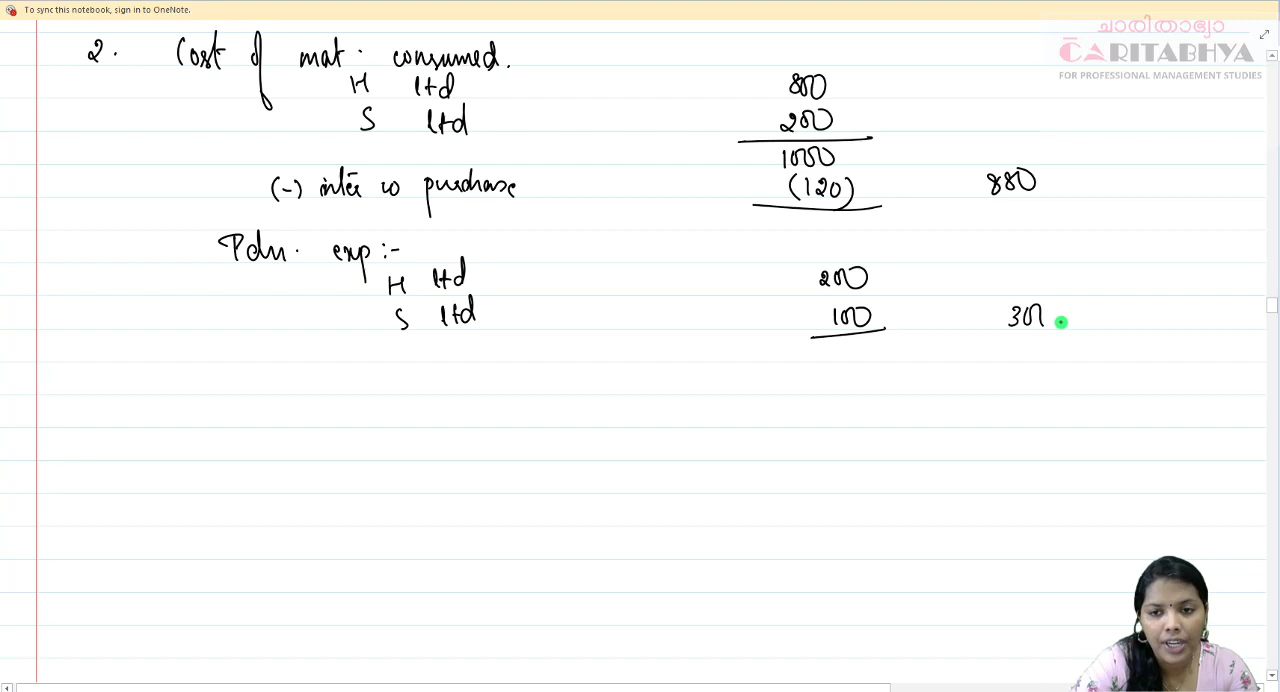 To sync this notebook, sign in to OneNote.
ചാരിതാഭ്യാ
CARITABHYA
FOR PROFESSIONAL MANAGEMENT STUDIES
2. Cost of mat. consumed.
H ltd 800
S ltd 200
1000
(-) inter co purchase (120) 880
Pdn. exp :-
H ltd 200
S ltd 100 300